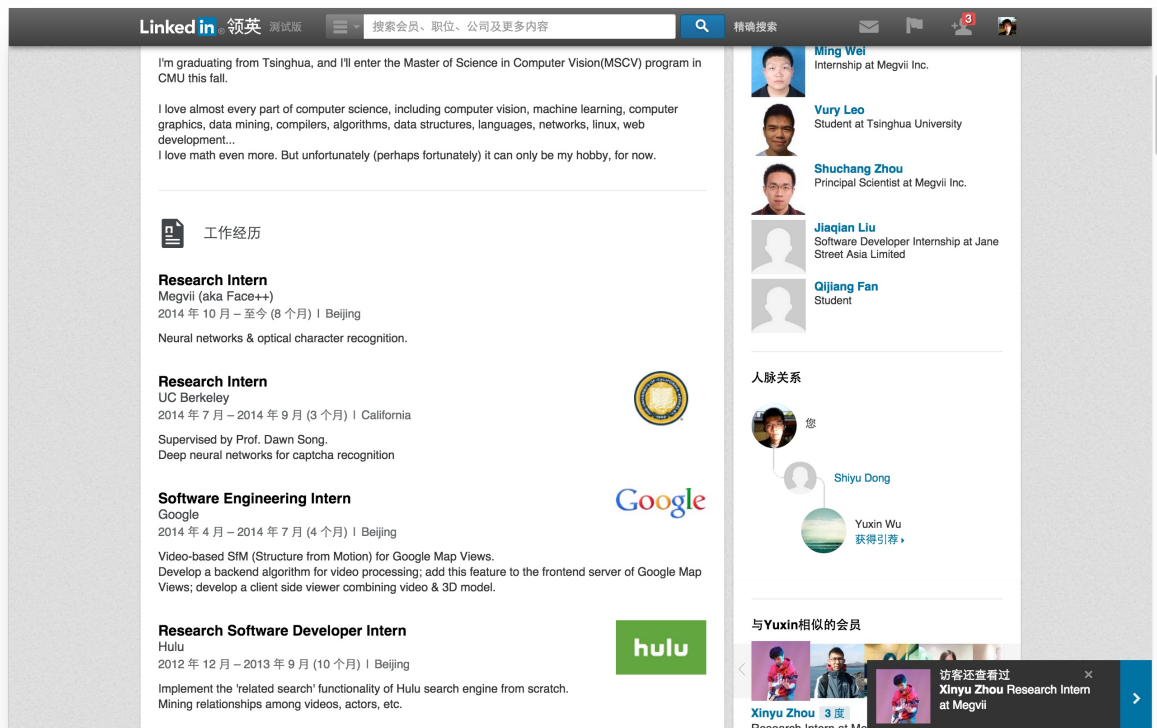 Linked in 领英 测试版
搜索会员、职位、公司及更多内容
精确搜索
3
I'm graduating from Tsinghua, and I'll enter the Master of Science in Computer Vision(MSCV) program in
CMU this fall.
I love almost every part of computer science, including computer vision, machine learning, computer
graphics, data mining, compilers, algorithms, data structures, languages, networks, linux, web
development...
I love math even more. But unfortunately (perhaps fortunately) it can only be my hobby, for now.
工作经历
Research Intern
Megvii (aka Face++)
2014 年 10 月 – 至今 (8 个月) | Beijing
Neural networks & optical character recognition.
Research Intern
UC Berkeley
2014 年 7 月 – 2014 年 9 月 (3 个月) | California
Supervised by Prof. Dawn Song.
Deep neural networks for captcha recognition
Software Engineering Intern
Google
Google
2014 年 4 月 – 2014 年 7 月 (4 个月) | Beijing
Video-based SfM (Structure from Motion) for Google Map Views.
Develop a backend algorithm for video processing; add this feature to the frontend server of Google Map
Views; develop a client side viewer combining video & 3D model.
Research Software Developer Intern
Hulu
hulu
2012 年 12 月 – 2013 年 9 月 (10 个月) | Beijing
Implement the 'related search' functionality of Hulu search engine from scratch.
Mining relationships among videos, actors, etc.
Ming Wei
Internship at Megvii Inc.
Vury Leo
Student at Tsinghua University
Shuchang Zhou
Principal Scientist at Megvii Inc.
Jiaqian Liu
Software Developer Internship at Jane
Street Asia Limited
Qijiang Fan
Student
人脉关系
您
Shiyu Dong
Yuxin Wu
获得引荐
与Yuxin相似的会员
Xinyu Zhou 3 度
Research Intern at Me
访客还查看过
Xinyu Zhou Research Intern
at Megvii